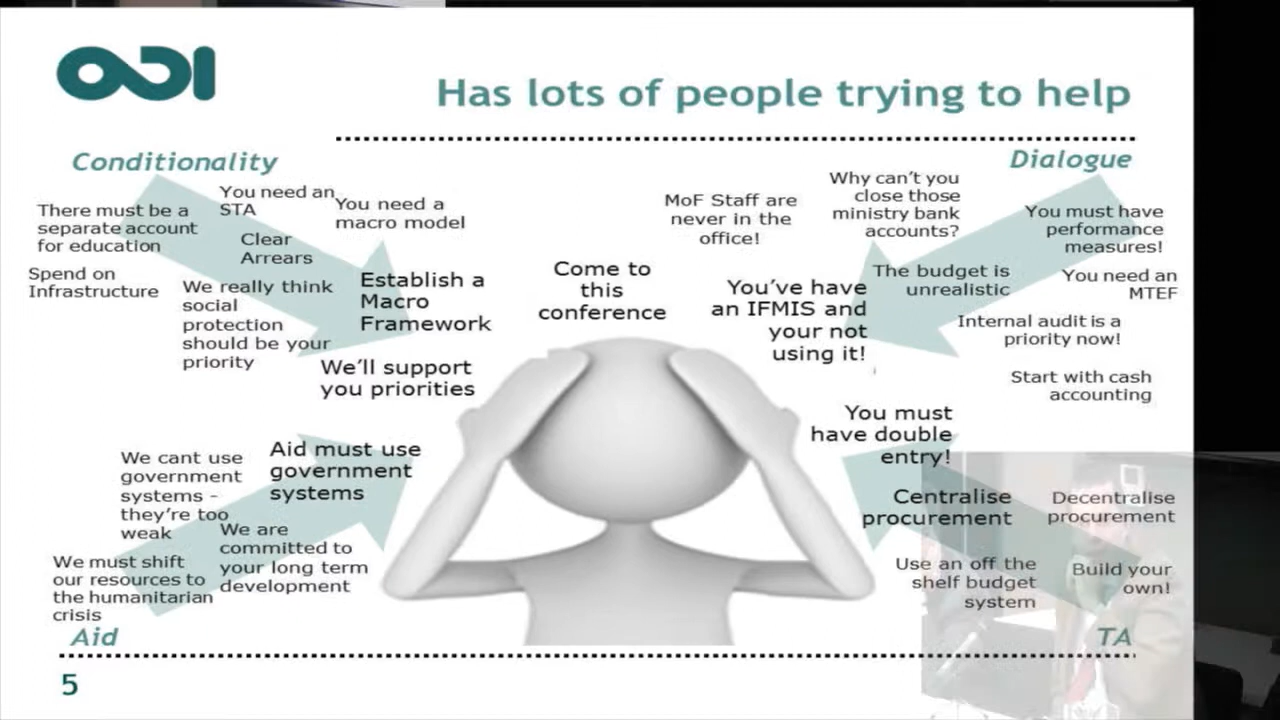 ODI
Has lots of people trying to help
Conditionality
Dialogue
There must be a
separate account
for education
You need an
STA
You need a
macro model
Clear
Arrears
Spend on
Infrastructure
We really think
social
protection
should be your
priority
Establish a
Macro
Framework
We'll support
you priorities
Come to
this
conference
MoF Staff are
never in the
office!
Why can't you
close those
ministry bank
accounts?
You must have
performance
measures!
The budget is
unrealistic
You need an
MTEF
You've have
an IFMIS and
your not
using it!
Internal audit is a
priority now!
Start with cash
accounting
You must
have double
entry!
Centralise
procurement
Decentralise
procurement
Use an off the
shelf budget
system
Build your
own!
TA
Aid must use
government
systems
We cant use
government
systems -
they're too
weak
We are
committed to
your long term
development
We must shift
our resources to
the humanitarian
crisis
Aid
5